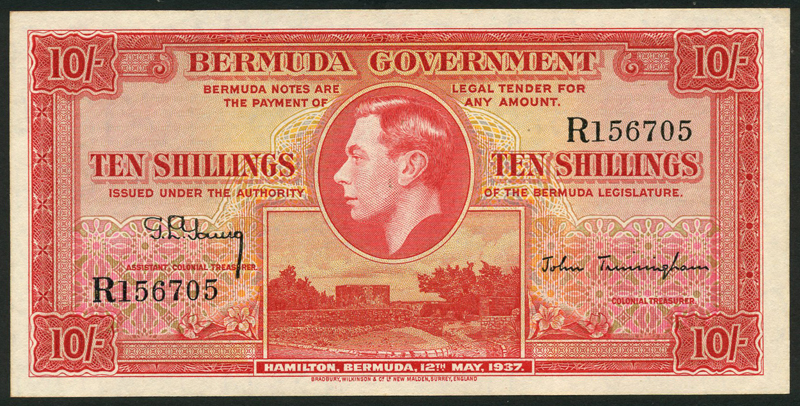 10/- BERMUDA GOVERNMENT 10/-
BERMUDA NOTES ARE LEGAL TENDER FOR
THE PAYMENT OF ANY AMOUNT.
R156705
TEN SHILLINGS TEN SHILLINGS
ISSUED UNDER THE AUTHORITY OF THE BERMUDA LEGISLATURE.
John Trimingham
ASSISTANT, COLONIAL TREASURER.
R156705
COLONIAL TREASURER.
10/- 10/-
HAMILTON, BERMUDA, 12TH MAY, 1937.
BRADBURY, WILKINSON & Co Ld NEW MALDEN, SURREY, ENGLAND